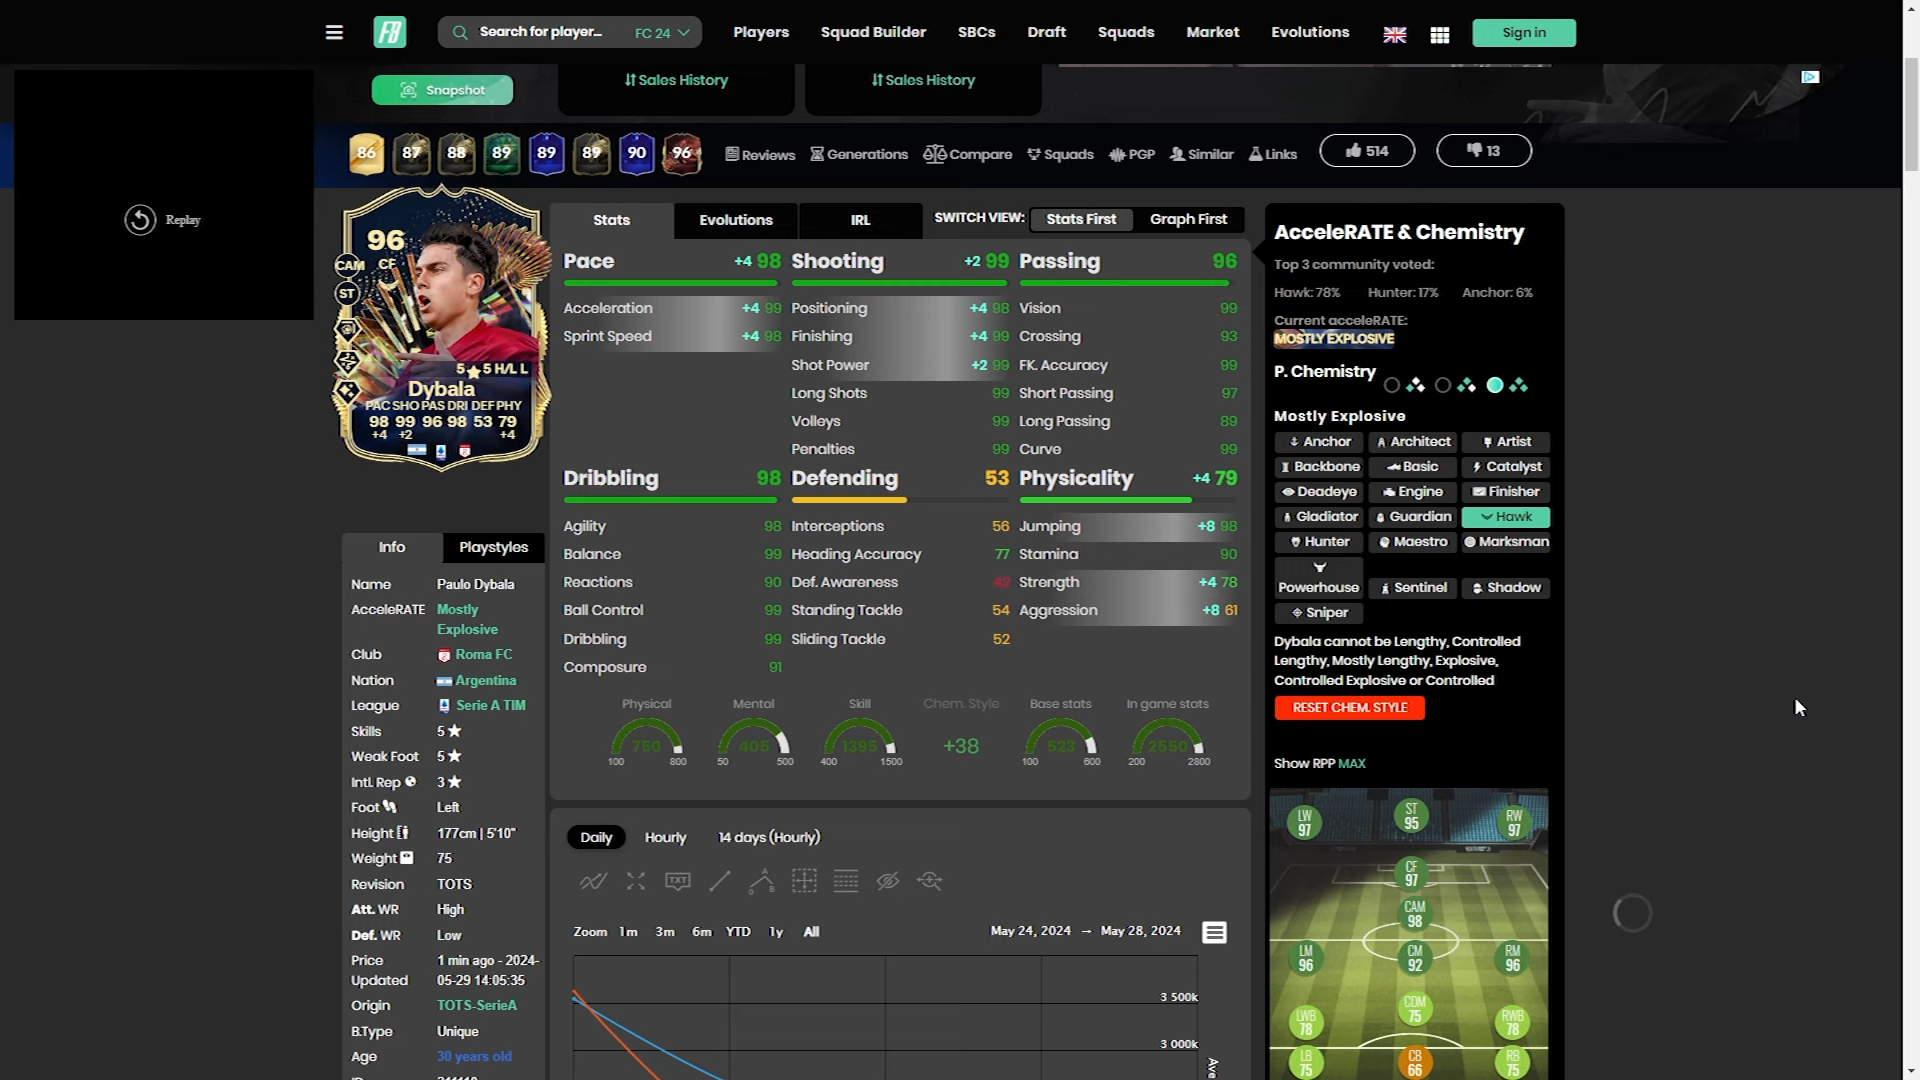 FB
Search for player...
FC 24
Players
Squad Builder
SBCs
Draft
Squads
Market
Evolutions
Sign in
Snapshot
Sales History
Sales History
86
87
88
89
89
89
90
96
Reviews
Generations
Compare
Squads
PGP
Similar
Links
514
13
Replay
96
CAM
CF
ST
5 ★ 5 H/L L
Dybala
PAC SHO PAS DRI DEF PHY
98 99 96 98 53 79
+4 +2 +4
Stats
Evolutions
IRL
SWITCH VIEW:
Stats First
Graph First
Pace +4 98
Acceleration +4 99
Sprint Speed +4 98
Shooting +2 99
Positioning +4 98
Finishing +4 99
Shot Power +2 99
Long Shots 99
Volleys 99
Penalties 99
Passing 96
Vision 99
Crossing 93
FK. Accuracy 99
Short Passing 97
Long Passing 89
Curve 99
Dribbling 98
Agility 98
Balance 99
Reactions 90
Ball Control 99
Dribbling 99
Composure 91
Defending 53
Interceptions 56
Heading Accuracy 77
Def. Awareness 42
Standing Tackle 54
Sliding Tackle 52
Physicality +4 79
Jumping +8 98
Stamina 90
Strength +4 78
Aggression +8 61
Physical
750
100 800
Mental
405
50 500
Skill
1395
400 1500
Chem. Style
+38
Base stats
523
100 600
In game stats
2550
200 2800
Info
Playstyles
Name Paulo Dybala
AcceleRATE Mostly
Explosive
Club Roma FC
Nation Argentina
League Serie A TIM
Skills 5 ★
Weak Foot 5 ★
Intl. Rep 3 ★
Foot Left
Height 177cm | 5'10"
Weight 75
Revision TOTS
Att. WR High
Def. WR Low
Price 1 min ago - 2024-
Updated 05-29 14:05:35
Origin TOTS-SerieA
B.Type Unique
Age 30 years old
Daily
Hourly
14 days (Hourly)
TXT
Zoom 1m 3m 6m YTD 1y All
May 24, 2024 → May 28, 2024
3 500k
3 000k
Ave
AcceleRATE & Chemistry
Top 3 community voted:
Hawk: 78% Hunter: 17% Anchor: 6%
Current acceleRATE:
MOSTLY EXPLOSIVE
P. Chemistry
Mostly Explosive
Anchor Architect Artist
Backbone Basic Catalyst
Deadeye Engine Finisher
Gladiator Guardian Hawk
Hunter Maestro Marksman
Powerhouse Sentinel Shadow
Sniper
Dybala cannot be Lengthy, Controlled
Lengthy, Mostly Lengthy, Explosive,
Controlled Explosive or Controlled
RESET CHEM. STYLE
Show RPP MAX
LW
97
ST
95
RW
97
CF
97
CAM
98
LM
96
CM
92
RM
96
LWB
78
CDM
75
RWB
78
LB
75
CB
66
RB
75